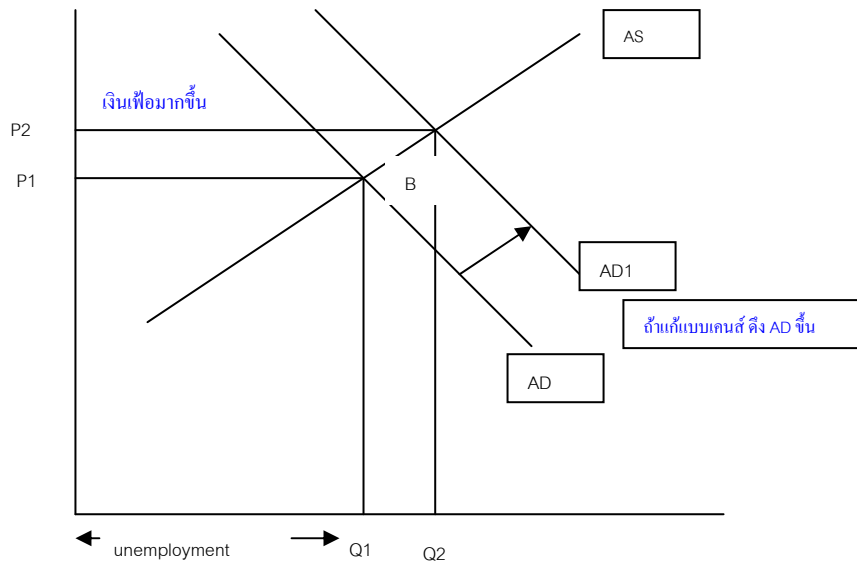 AS
เงินเฟ้อมากขึ้น
P2
P1
B
AD1
ถ้าแก้แบบเคนส์ ดึง AD ขึ้น
AD
unemployment
Q1
Q2